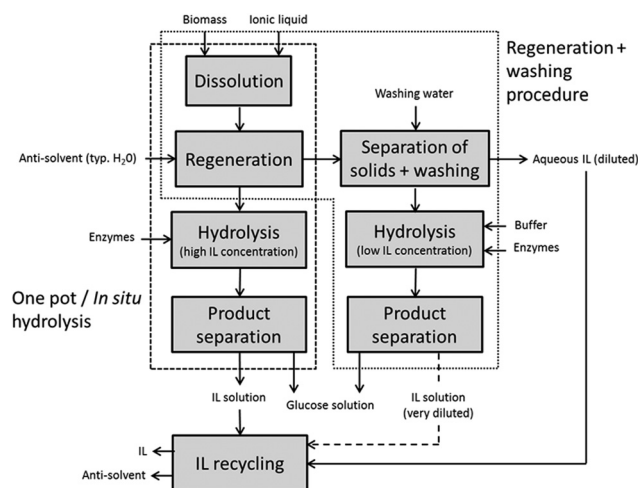 Biomass
Ionic liquid
Regeneration +
washing
procedure
Dissolution
Washing water
Anti-solvent (typ. H₂0)
Regeneration
Separation of
solids + washing
Aqueous IL (diluted)
Enzymes
Hydrolysis
(high IL concentration)
Hydrolysis
(low IL concentration)
Buffer
Enzymes
One pot / In situ
hydrolysis
Product
separation
Product
separation
IL solution
Glucose solution
IL solution
(very diluted)
IL
Anti-solvent
IL recycling